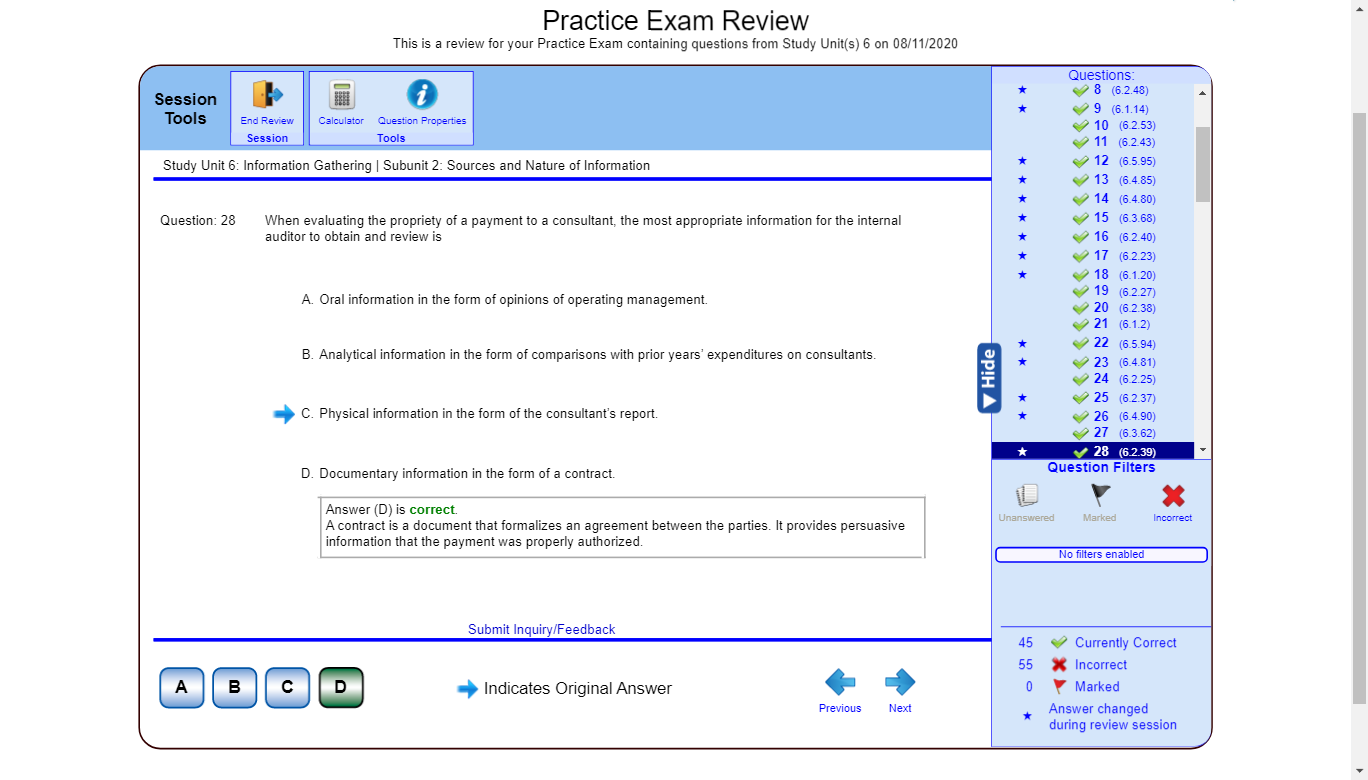 Practice Exam Review
This is a review for your Practice Exam containing questions from Study Unit(s) 6 on 08/11/2020
Session
Tools
End Review
Session
Calculator
Question Properties
Tools
Study Unit 6: Information Gathering | Subunit 2: Sources and Nature of Information
Question: 28
When evaluating the propriety of a payment to a consultant, the most appropriate information for the internal
auditor to obtain and review is
A. Oral information in the form of opinions of operating management.
B. Analytical information in the form of comparisons with prior years’ expenditures on consultants.
C. Physical information in the form of the consultant’s report.
D. Documentary information in the form of a contract.
Answer (D) is correct.
A contract is a document that formalizes an agreement between the parties. It provides persuasive
information that the payment was properly authorized.
Submit Inquiry/Feedback
A B C D
Indicates Original Answer
Previous
Next
Hide
Questions:
8 (6.2.48)
9 (6.1.14)
10 (6.2.53)
11 (6.2.43)
12 (6.5.95)
13 (6.4.85)
14 (6.4.80)
15 (6.3.68)
16 (6.2.40)
17 (6.2.23)
18 (6.1.20)
19 (6.2.27)
20 (6.2.38)
21 (6.1.2)
22 (6.5.94)
23 (6.4.81)
24 (6.2.25)
25 (6.2.37)
26 (6.4.90)
27 (6.3.62)
28 (6.2.39)
Question Filters
Unanswered
Marked
Incorrect
No filters enabled
45 Currently Correct
55 Incorrect
0 Marked
Answer changed
during review session